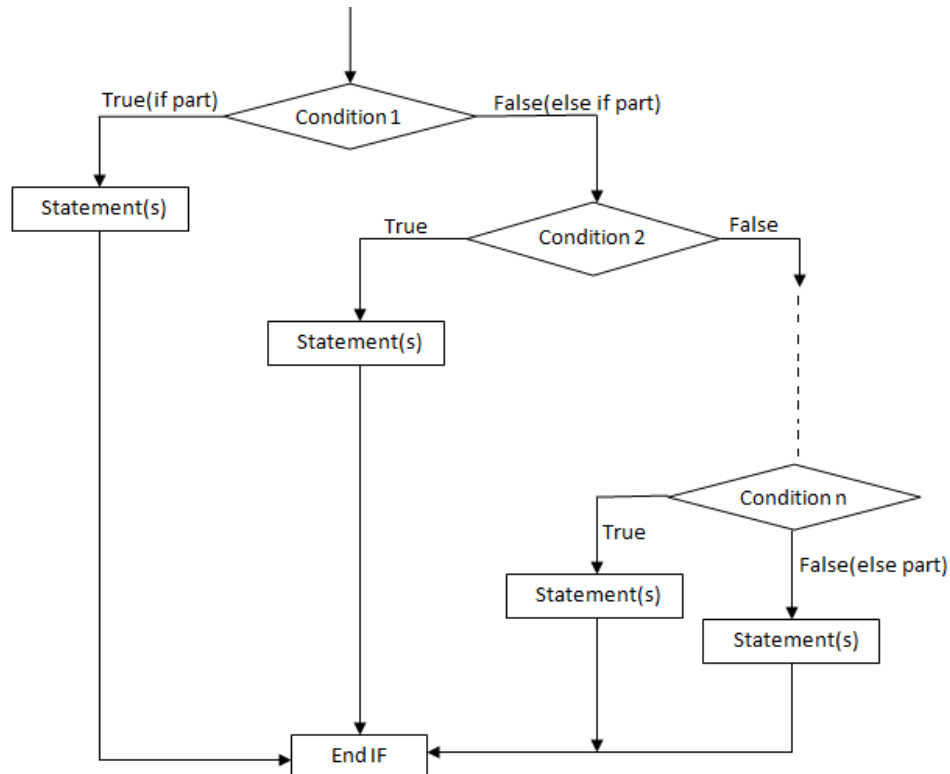 True(if part)
Condition 1
False(else if part)
Statement(s)
True
Condition 2
False
Statement(s)
Condition n
True
False(else part)
Statement(s)
Statement(s)
End IF